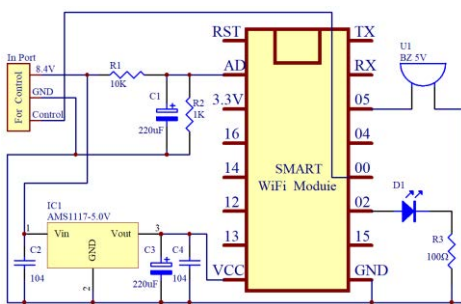 In Port
For Control
8.4V
GND
Control
R1
10K
C1
220uF
R2
1K
RST
AD
3.3V
16
14
12
13
VCC
TX
RX
05
04
00
02
15
GND
SMART
WiFi Moduie
U1
BZ 5V
D1
R3
100Ω
IC1
AMS1117-5.0V
1
Vin
Vout
3
GND
2
C2
104
C3
220uF
C4
104